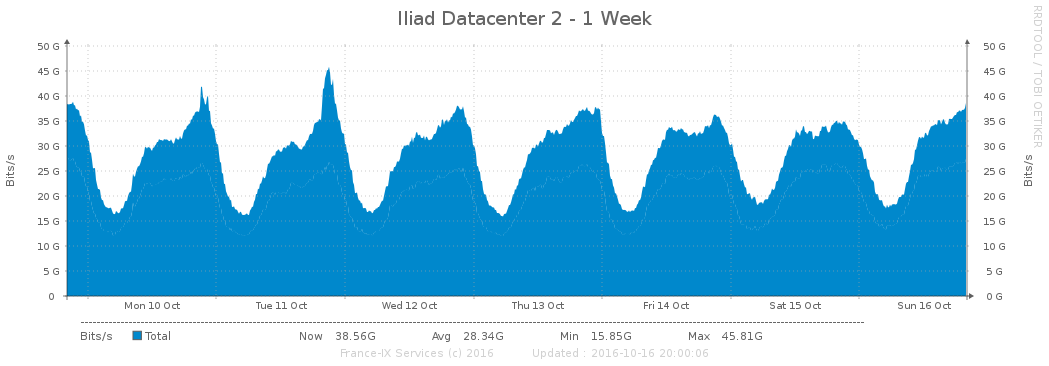 Iliad Datacenter 2 - 1 Week
RRDTOOL / TOBI OETIKER
50 G 50 G
45 G 45 G
40 G 40 G
35 G 35 G
30 G 30 G
25 G 25 G
20 G 20 G
15 G 15 G
10 G 10 G
5 G 5 G
0 0 G
Bits/s Bits/s
Mon 10 Oct Tue 11 Oct Wed 12 Oct Thu 13 Oct Fri 14 Oct Sat 15 Oct Sun 16 Oct
Bits/s Total Now 38.56G Avg 28.34G Min 15.85G Max 45.81G
France-IX Services (c) 2016 Updated : 2016-10-16 20:00:06